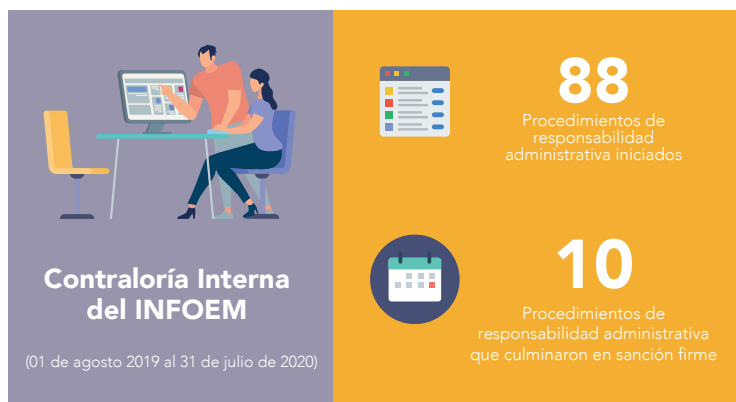 Contraloría Interna
del INFOEM
(01 de agosto 2019 al 31 de julio de 2020)
88
Procedimientos de
responsabilidad
administrativa iniciados
10
Procedimientos de
responsabilidad administrativa
que culminaron en sanción firme